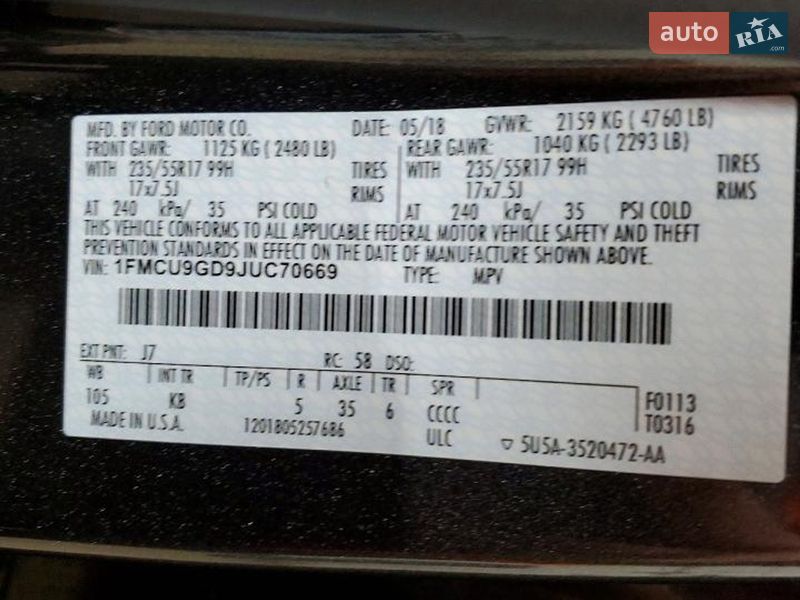 auto RIA.com
MFD. BY FORD MOTOR CO. DATE: 05/18 GVWR: 2159 KG ( 4760 LB)
FRONT GAWR: 1125 KG ( 2480 LB) REAR GAWR: 1040 KG ( 2293 LB)
WITH 235/55R17 99H TIRES WITH 235/55R17 99H TIRES
17x7.5J RIMS 17x7.5J RIMS
AT 240 kPa/ 35 PSI COLD AT 240 kPa/ 35 PSI COLD
THIS VEHICLE CONFORMS TO ALL APPLICABLE FEDERAL MOTOR VEHICLE SAFETY AND THEFT
PREVENTION STANDARDS IN EFFECT ON THE DATE OF MANUFACTURE SHOWN ABOVE.
VIN: 1FMCU9GD9JUC70669 TYPE: MPV
EXT PNT: J7 RC: 58 DSO:
WB INT TR TP/PS R AXLE TR SPR
105 KB 5 35 6 CCCC F0113
MADE IN U.S.A. 1201805257686 ULC T0316
▽ 5U5A-3520472-AA